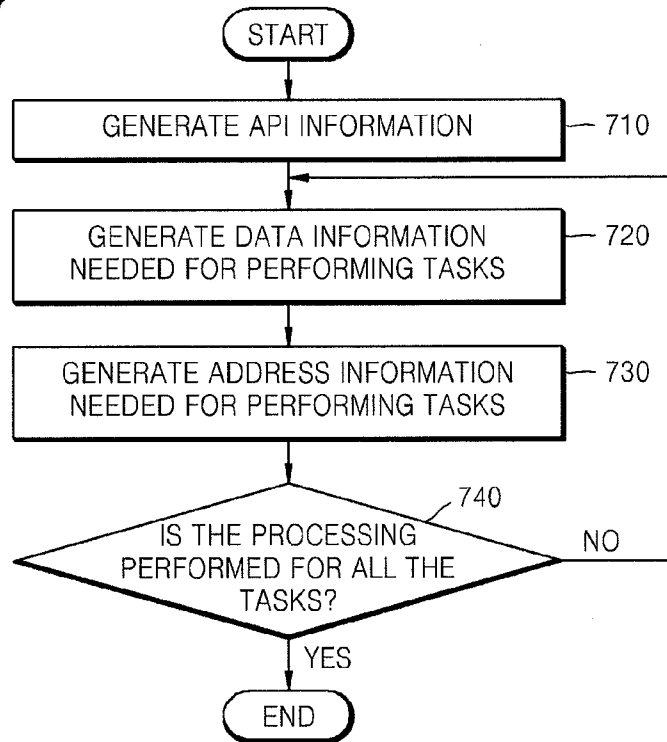 START
GENERATE API INFORMATION
710
GENERATE DATA INFORMATION
NEEDED FOR PERFORMING TASKS
720
GENERATE ADDRESS INFORMATION
NEEDED FOR PERFORMING TASKS
730
740
IS THE PROCESSING
PERFORMED FOR ALL THE
TASKS?
NO
YES
END